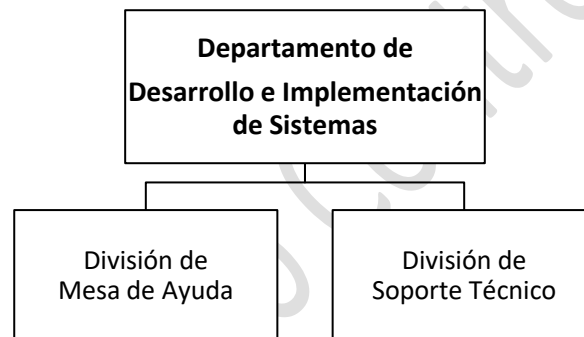 Departamento de
Desarrollo e Implementación
de Sistemas
División de
Mesa de Ayuda
División de
Soporte Técnico